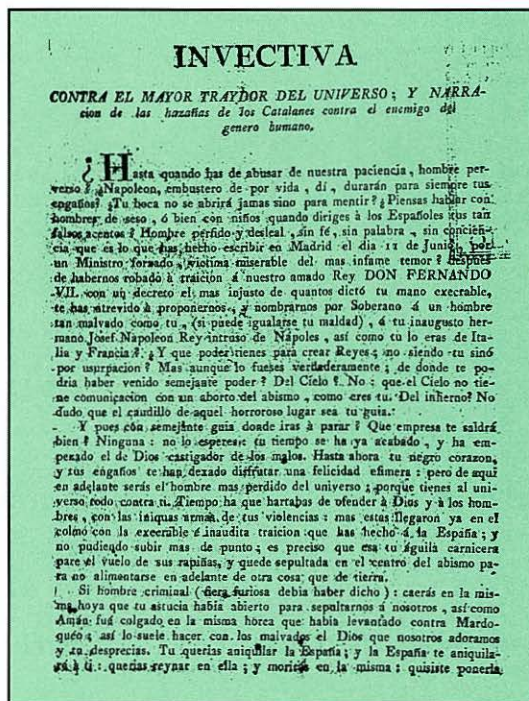 INVECTIVA
CONTRA EL MAYOR TRAYDOR DEL UNIVERSO; Y NARRA-
cion de las hazañas de los Catalanes contra el enemigo del
genero humano.
¿Hasta quando has de abusar de nuestra paciencia, hombre per-
verso? ¿Napoleon, embustero de por vida, dí, durarán para siempre tus
engaños? ¿Tu boca no se abrirá jamas sino para mentir? ¿Piensas hablar con
hombres de seso, ó bien con niños quando diriges á los Españoles tus tan
falsos acentos? Hombre perfido y desleal, sin fé, sin palabra, sin concien-
cia que es lo que has hecho escribir en Madrid el dia 11 de Junio, por
un Ministro forzado, victima miserable del mas infame temor? despues
de habernos robado à traición á nuestro amado Rey DON FERNANDO
VII. con un decreto el mas injusto de quantos dictó tu mano execrable,
te has atrevido à proponernos, y nombrarnos por Soberano á un hombre
tan malvado como tu, (si puede igualarse tu maldad), á tu inaugusto her-
mano Josef Napoleon Rey intruso de Nápoles, así como tú lo eras de Ita-
lia y Francia? ¿Y que poder tienes para crear Reyes; no siendo tu sinó
por usurpacion? Mas aunque lo fueses verdaderamente; de donde te po-
dria haber venido semejante poder? Del Cielo? No: que el Cielo no tie-
ne comunicacion con un aborto del abismo, como eres tu. Del infierno? No
dudo que el caudillo de aquel horroroso lugar sea tu guia.
Y pues con semejante guia donde iras à parar? Que empresa te saldrá
bien? Ninguna: no lo esperes: tu tiempo se ha ya acabado, y ha em-
pezado el de Dios castigador de los malos. Hasta ahora tu negro corazon,
y sus engaños te han dexado disfrutar una felicidad efimera: pero de aqui
en adelante serás el hombre mas perdido del universo; porque tienes al uni-
verso todo contra ti. Tiempo ha que hartabas de ofender à Dios y à los hom-
bres, con las iniquas armas de tus violencias: mas estas llegaron ya en el
colmo con la execrable é inaudita traicion que has hecho á la España; y
no pudiendo subir mas de punto; es preciso que esa tu águila carnicera
pare el vuelo de sus rapiñas, y quede sepultada en el centro del abismo pa-
ra no alimentarse en adelante de otra cosa que de tierra.
Si hombre criminal (fiera furiosa debia haber dicho): caerás en la mis-
ma hoya que tu astucia habia abierto para sepultarnos á nosotros, así como
Amán fué colgado en la misma horca que habia levantado contra Mardo-
queo; asi lo suele hacer con los malvados el Dios que nosotros adoramos
y tu desprecias. Tu querias aniquilar la España; y la España te aniquila-
rá à ti: querias reynar en ella; y morirás en la misma: quisiste ponerla